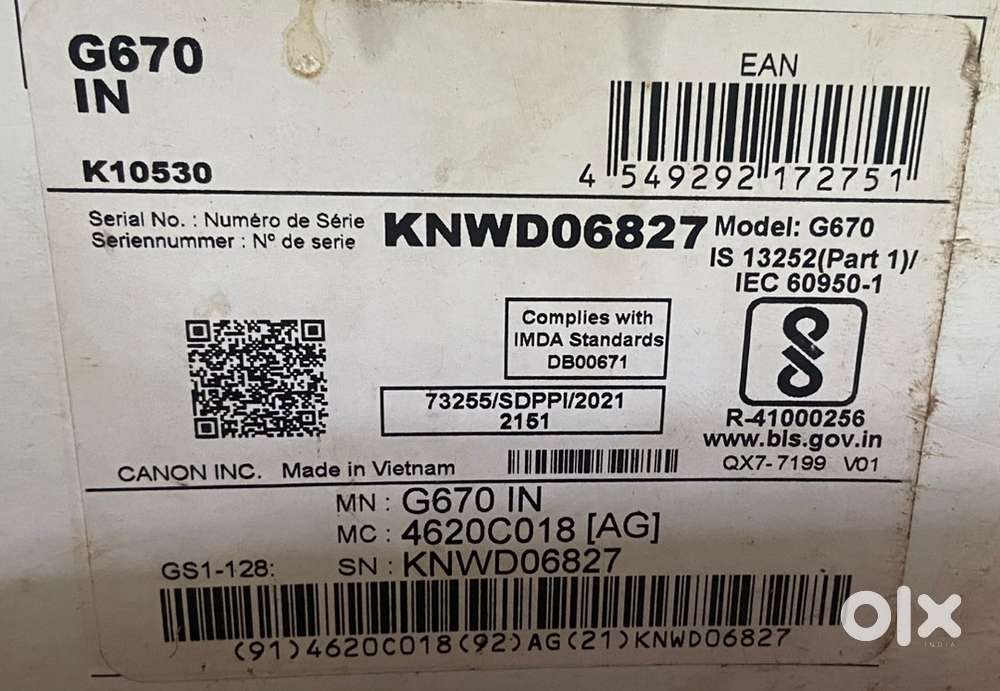 G670
IN
EAN
K10530
4 549292 172751
Serial No. : Numéro de Série
Seriennummer : Nº de serie
KNWD06827
Model: G670
IS 13252(Part 1)/
IEC 60950-1
Complies with
IMDA Standards
DB00671
73255/SDPPI/2021
2151
R-41000256
www.bls.gov.in
QX7-7199 V01
CANON INC. Made in Vietnam
MN : G670 IN
MC : 4620C018 [AG]
GS1-128: SN : KNWD06827
(91)4620C018(92)AG(21)KNWD06827
olx
INDIA